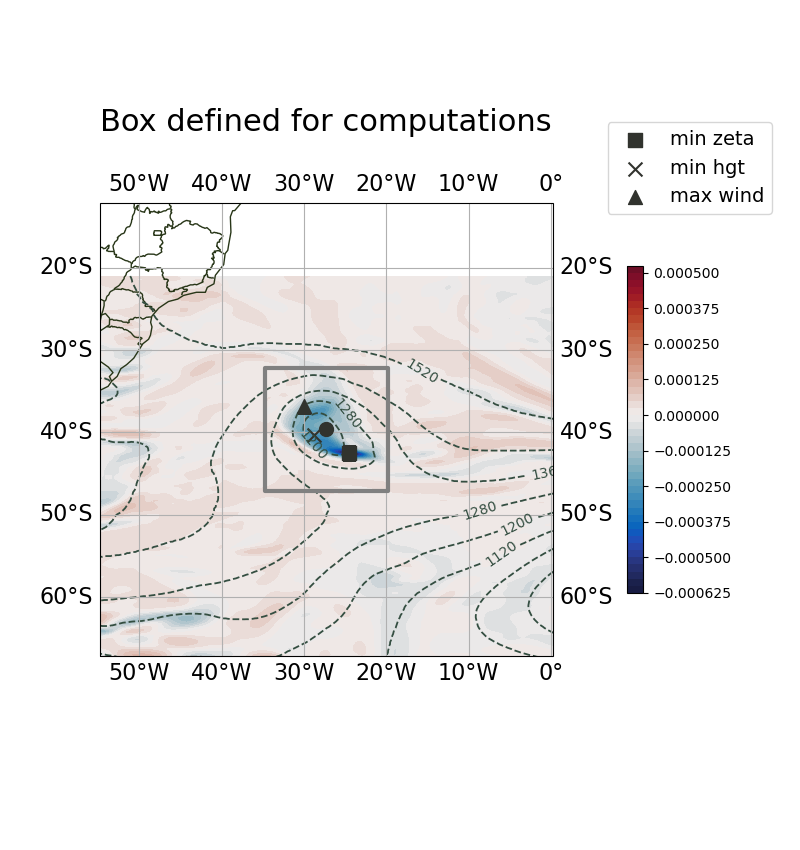 Box defined for computations
min zeta
min hgt
max wind
50°W 40°W 30°W 20°W 10°W 0°
20°S 20°S
30°S 30°S
40°S 40°S
50°S 50°S
60°S 60°S
1520
1280
1280
1200
1120
50°W 40°W 30°W 20°W 10°W 0°
0.000500
0.000375
0.000250
0.000125
0.000000
−0.000125
−0.000250
−0.000375
−0.000500
−0.000625